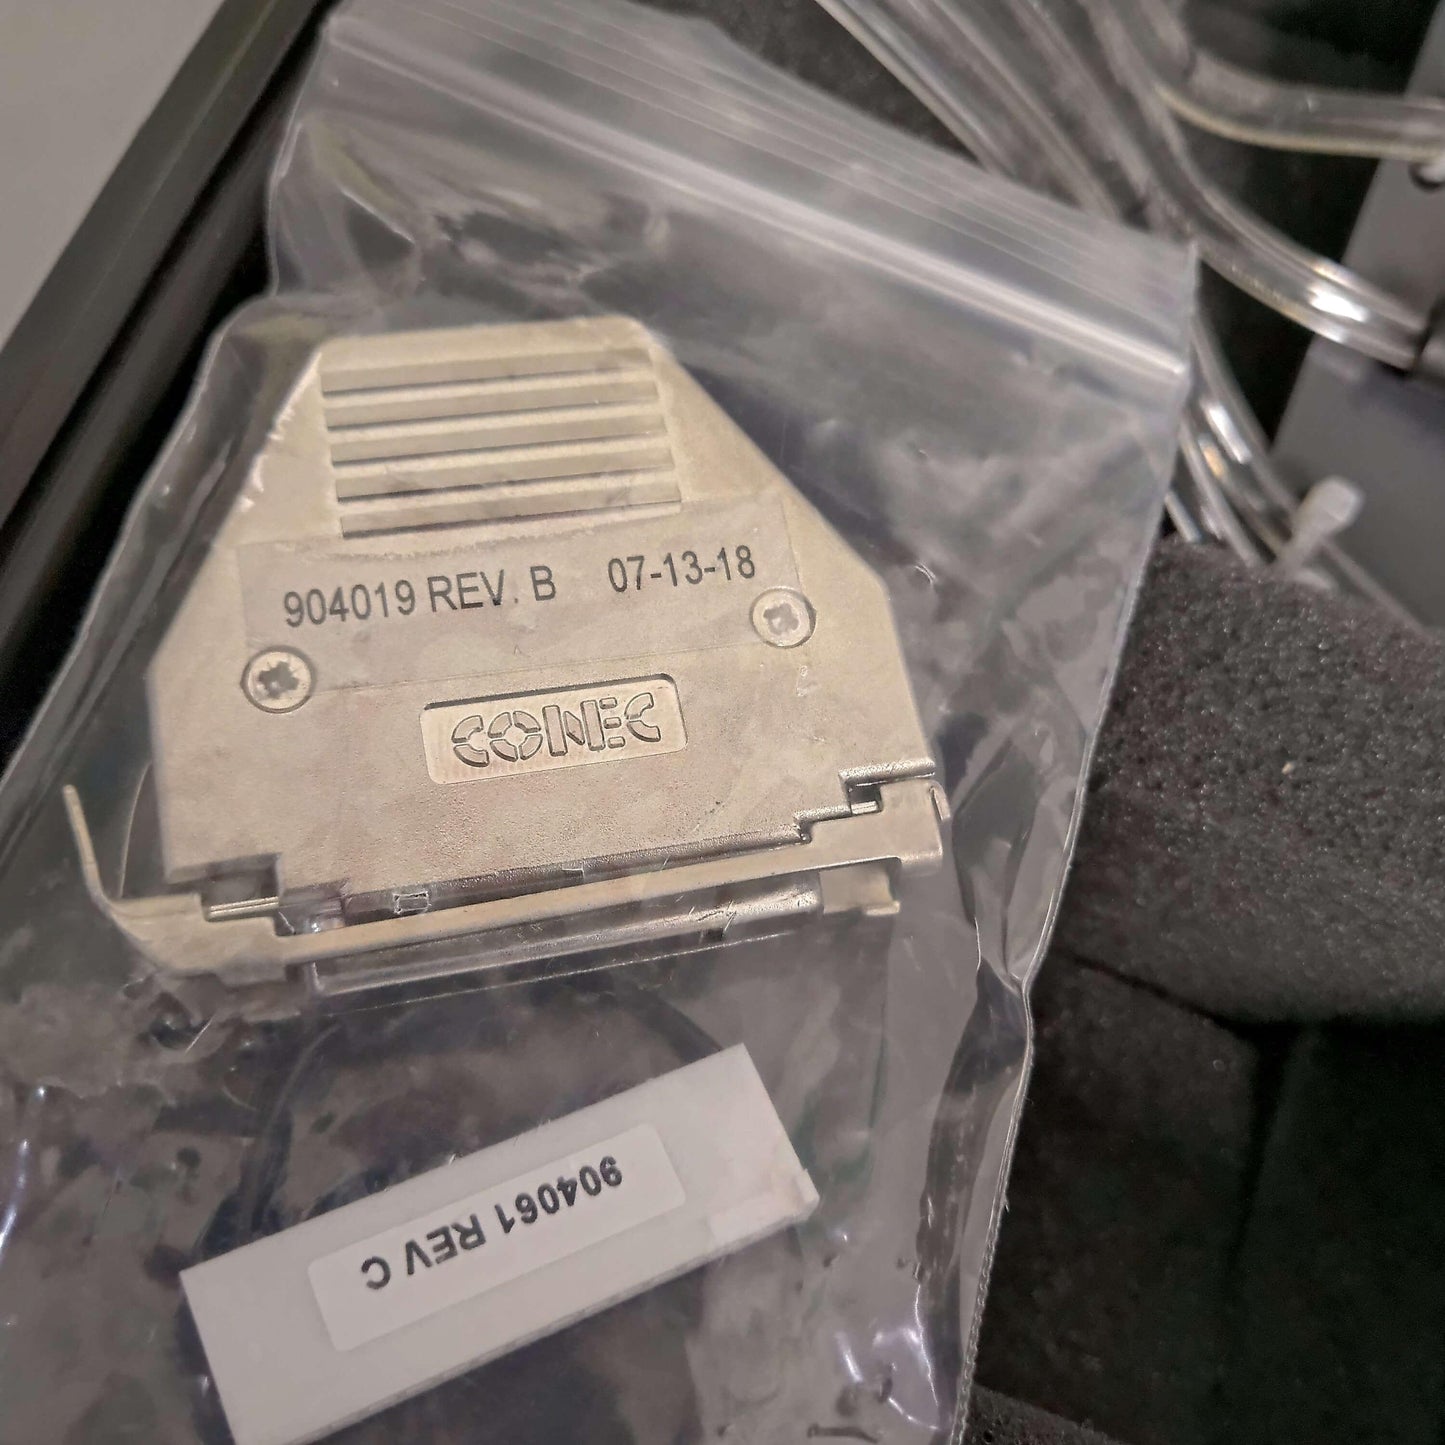 904019 REV. B 07-13-18
CONEC
904061 REV C